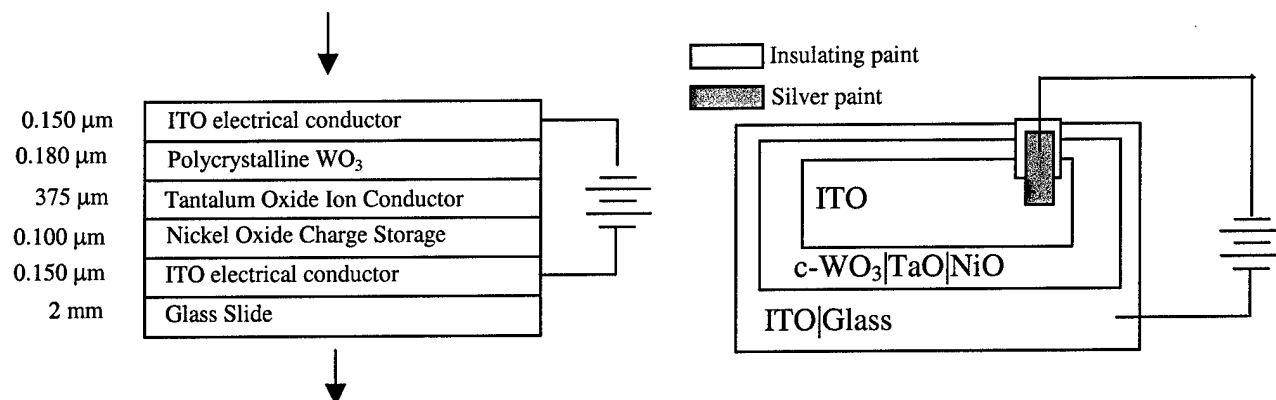 0.150 µm ITO electrical conductor
0.180 µm Polycrystalline WO₃
375 µm Tantalum Oxide Ion Conductor
0.100 µm Nickel Oxide Charge Storage
0.150 µm ITO electrical conductor
2 mm Glass Slide
Insulating paint
Silver paint
ITO
c-WO₃|TaO|NiO
ITO|Glass